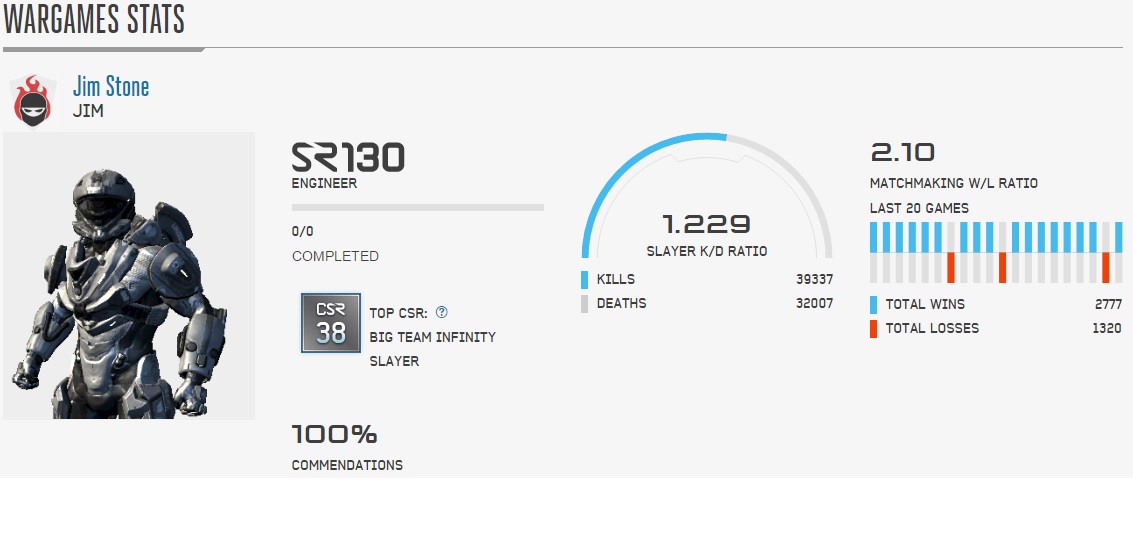 WARGAMES STATS
Jim Stone
JIM
SR130
ENGINEER
0/0
COMPLETED
CSR
38
TOP CSR: ?
BIG TEAM INFINITY
SLAYER
100%
COMMENDATIONS
1.229
SLAYER K/D RATIO
KILLS 39337
DEATHS 32007
2.10
MATCHMAKING W/L RATIO
LAST 20 GAMES
TOTAL WINS 2777
TOTAL LOSSES 1320